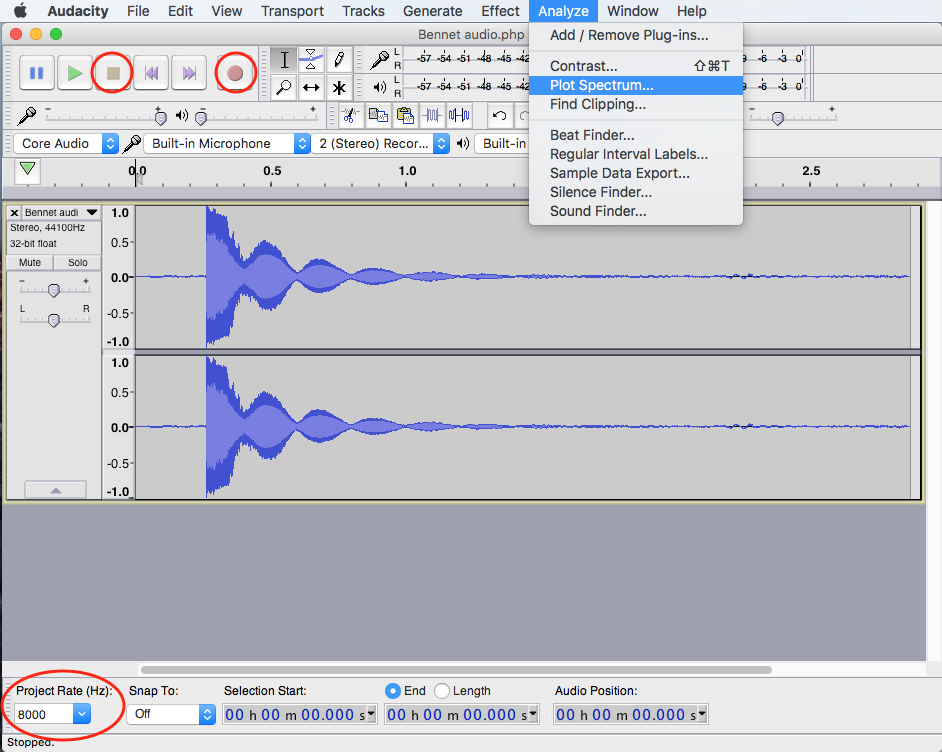 Audacity File Edit View Transport Tracks Generate Effect Analyze Window Help
Bennet audio.php
Add / Remove Plug-ins...
Contrast... ⇧⌘T
Plot Spectrum...
Find Clipping...
Beat Finder...
Regular Interval Labels...
Sample Data Export...
Silence Finder...
Sound Finder...
L -57 -54 -51 -48 -45 -42 -6 -3 0
R
L -57 -54 -51 -48 -45 -42 -6 -3 0
R
- + - + +
Core Audio Built-in Microphone 2 (Stereo) Recor... Built-in
0.0 0.5 1.0 2.5
Bennet audi
Stereo, 44100Hz
32-bit float
Mute Solo
- +
L R
1.0
0.5-
0.0-
-0.5-
-1.0
1.0
0.5-
0.0-
-0.5-
-1.0
Project Rate (Hz): Snap To: Selection Start: End Length Audio Position:
8000 Off 00 h 00 m 00.000 s 00 h 00 m 00.000 s 00 h 00 m 00.000 s
Stopped.